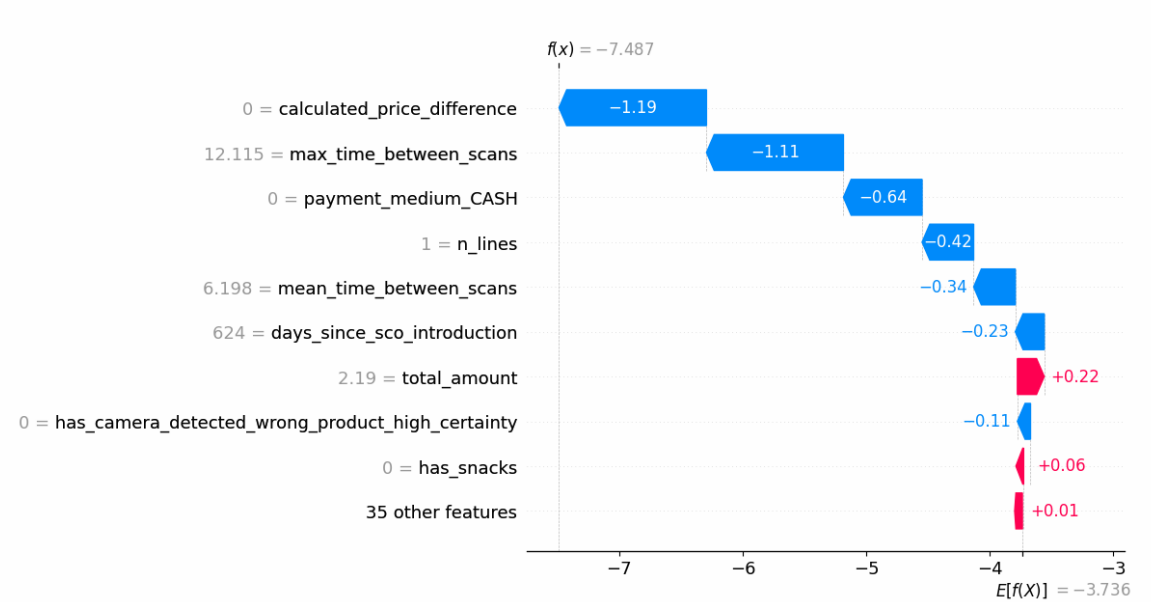 f(x) = −7.487
0 = calculated_price_difference −1.19
12.115 = max_time_between_scans −1.11
0 = payment_medium_CASH −0.64
1 = n_lines −0.42
6.198 = mean_time_between_scans −0.34
624 = days_since_sco_introduction −0.23
2.19 = total_amount +0.22
0 = has_camera_detected_wrong_product_high_certainty −0.11
0 = has_snacks +0.06
35 other features +0.01
−7 −6 −5 −4 −3
E[f(X)] = −3.736